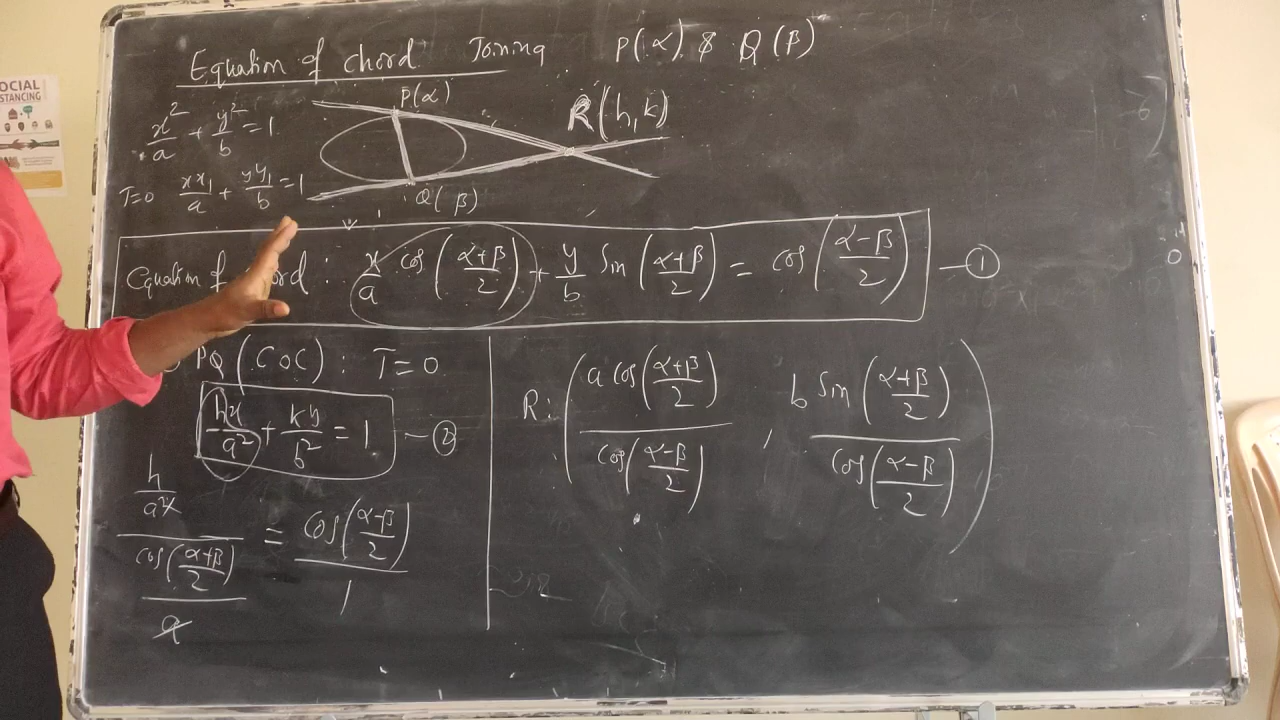 Equation of chord Joining P(α) & Q(β)
OCIAL
STANCING
x²/a + y²/b = 1
P(α)
R(h,k)
T=0 xx₁/a + yy₁/b = 1
Q(β)
Equation of chord : x/a cos((α+β)/2) + y/b Sin((α+β)/2) = cos((α-β)/2) — ①
PQ (COC) : T=0
hx/a² + ky/b² = 1 — ②
(h/a²)/(cos((α+β)/2)/a) = cos((α-β)/2)/1
R: (a cos((α+β)/2)/cos((α-β)/2) , b Sin((α+β)/2)/cos((α-β)/2))